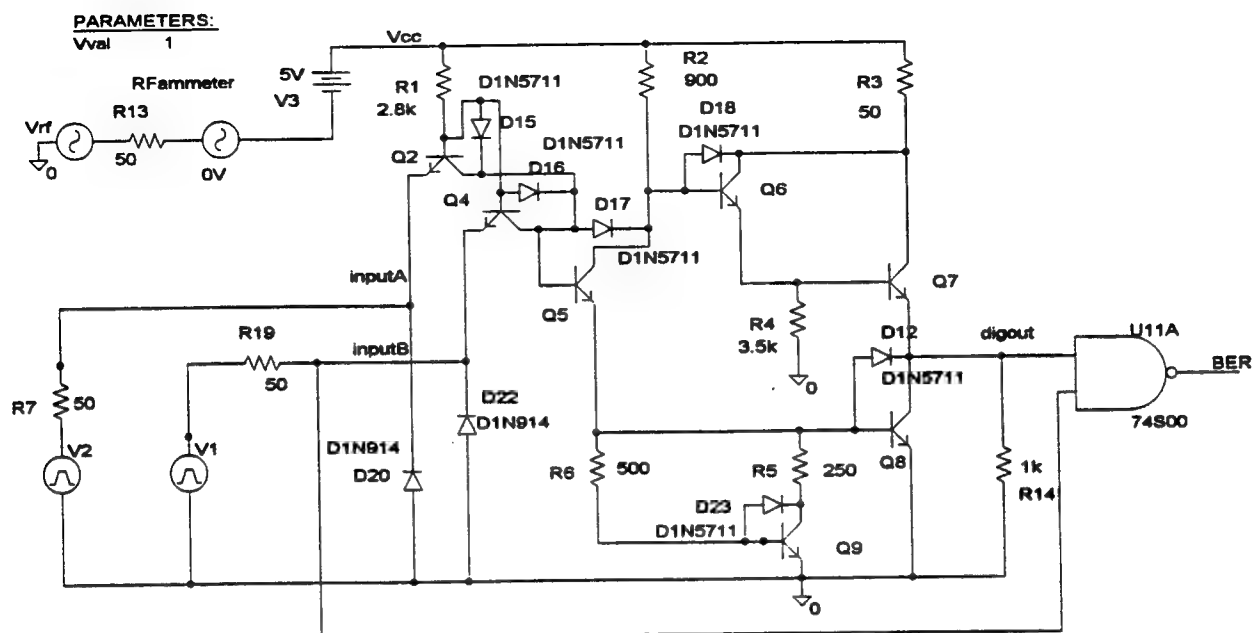 PARAMETERS:
Vval 1
Vcc
RFammeter
5V
V3
R13
Vrf
50
0V
0
R1
2.8k
D1N5711
D15
R2
900
R3
50
D18
D1N5711
D1N5711
Q2
D16
Q4
D17
Q6
D1N5711
inputA
Q5
Q7
R19
inputB
50
R4
3.5k
0
D12
D1N5711
digout
U11A
BER
74S00
R7
50
V2
V1
D22
D1N914
D1N914
D20
R6
500
R5
250
Q8
1k
R14
D23
D1N5711
Q9
0